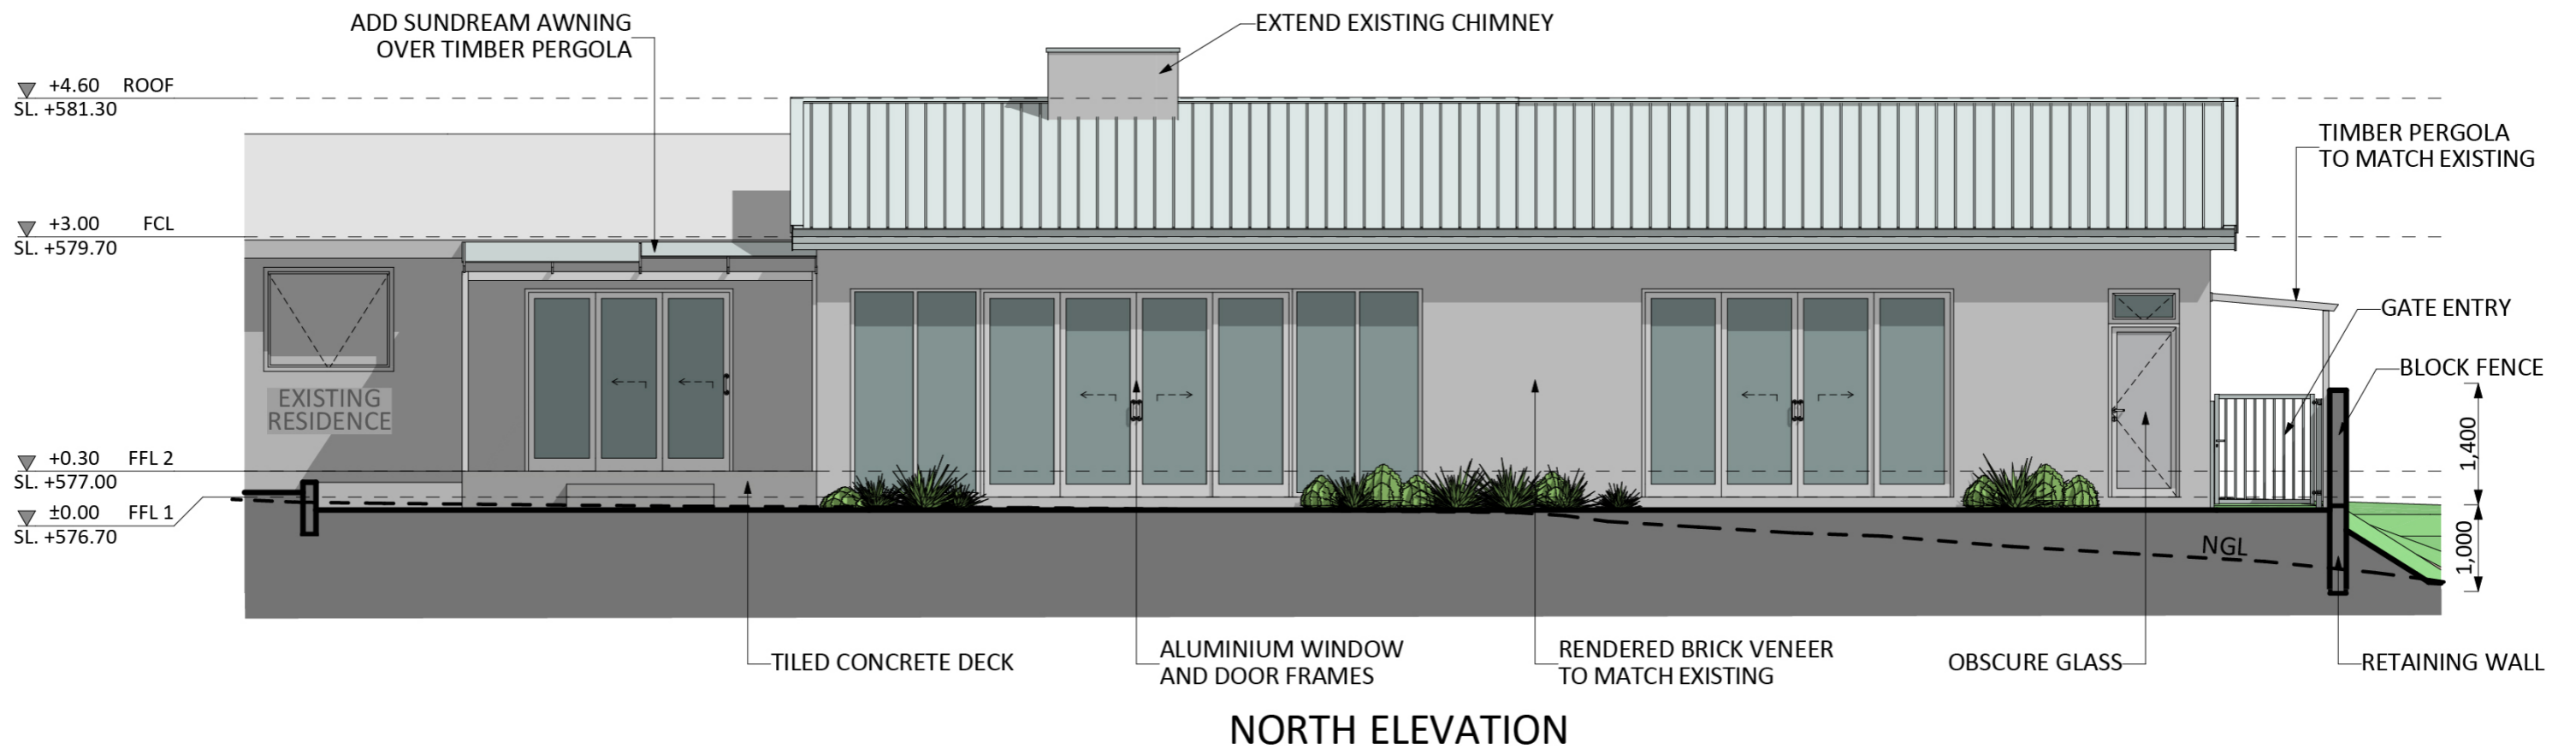 ADD SUNDREAM AWNING
OVER TIMBER PERGOLA
EXTEND EXISTING CHIMNEY
+4.60 ROOF
SL. +581.30
TIMBER PERGOLA
TO MATCH EXISTING
+3.00 FCL
SL. +579.70
GATE ENTRY
BLOCK FENCE
EXISTING
RESIDENCE
1,400
+0.30 FFL 2
SL. +577.00
±0.00 FFL 1
SL. +576.70
NGL
1,000
TILED CONCRETE DECK
ALUMINIUM WINDOW
AND DOOR FRAMES
RENDERED BRICK VENEER
TO MATCH EXISTING
OBSCURE GLASS
RETAINING WALL
NORTH ELEVATION